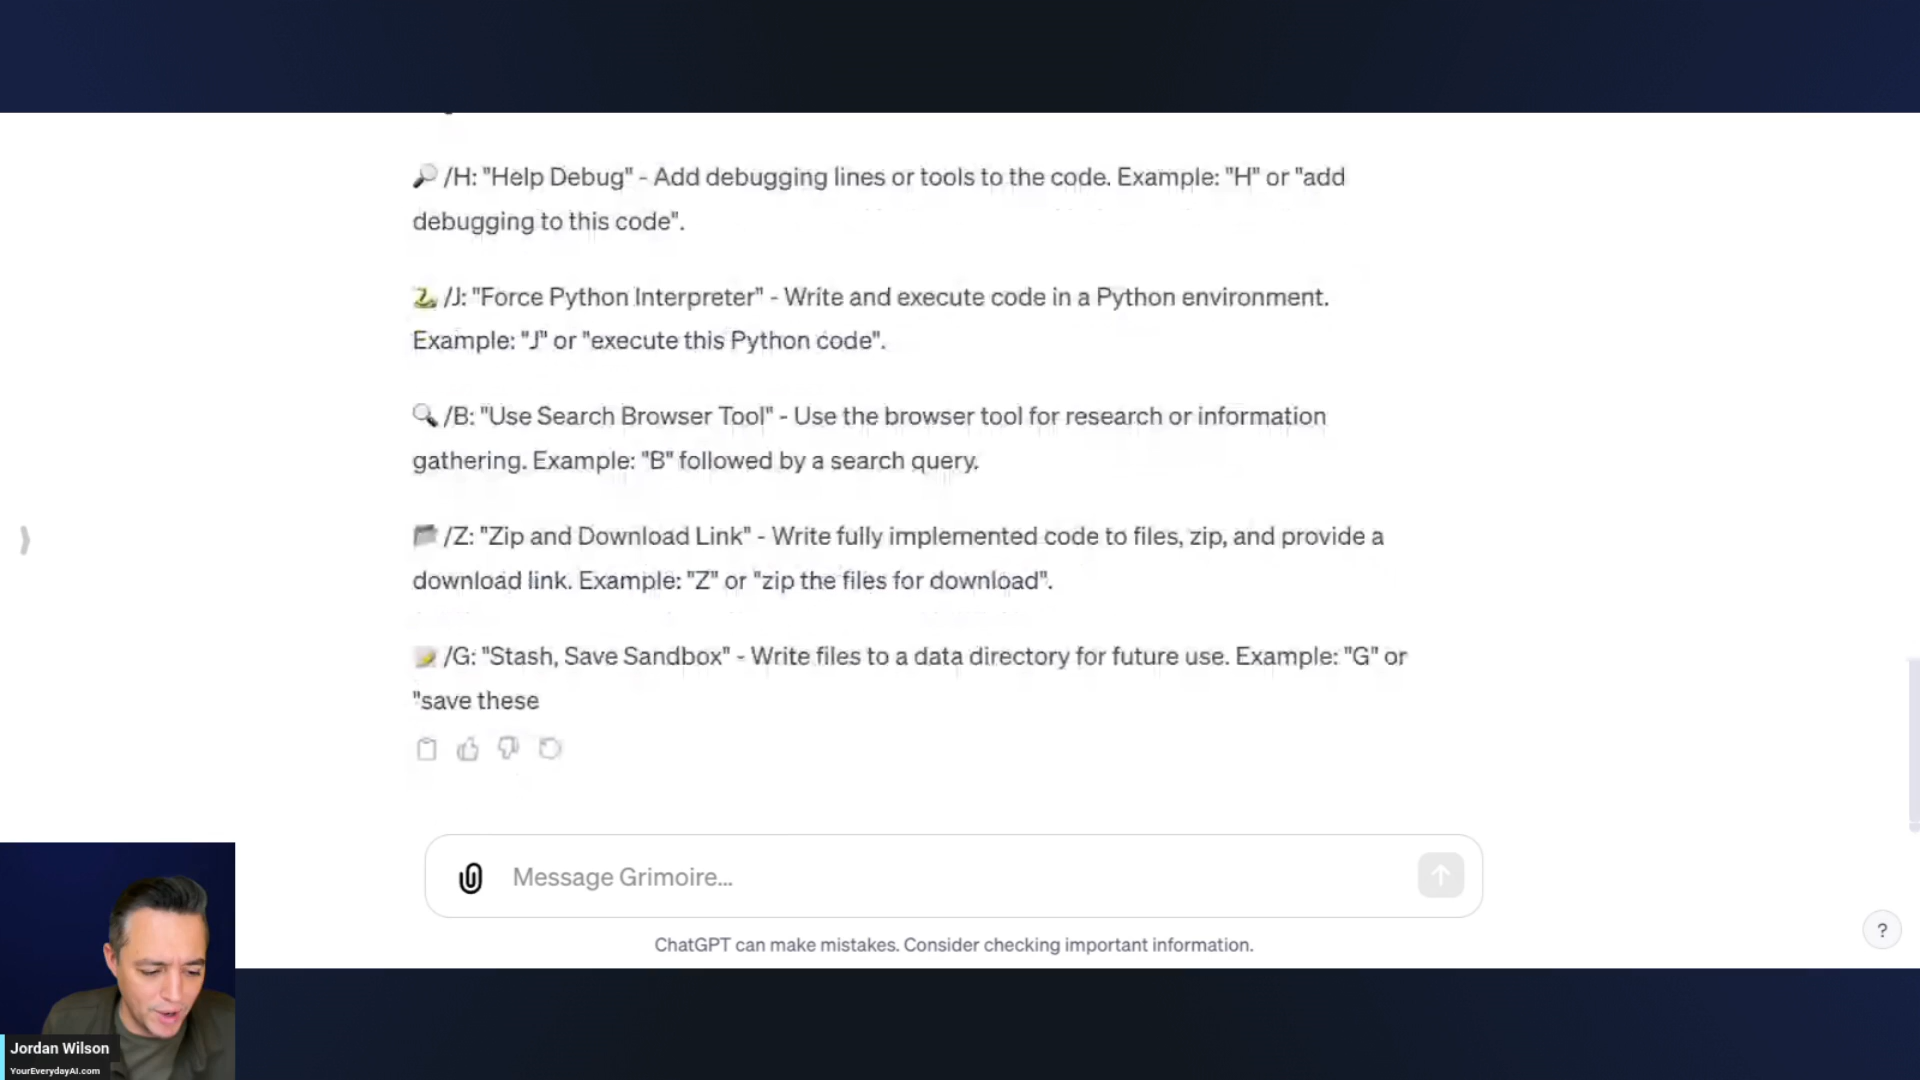 /H: "Help Debug" - Add debugging lines or tools to the code. Example: "H" or "add
debugging to this code".
/J: "Force Python Interpreter" - Write and execute code in a Python environment.
Example: "J" or "execute this Python code".
/B: "Use Search Browser Tool" - Use the browser tool for research or information
gathering. Example: "B" followed by a search query.
/Z: "Zip and Download Link" - Write fully implemented code to files, zip, and provide a
download link. Example: "Z" or "zip the files for download".
/G: "Stash, Save Sandbox" - Write files to a data directory for future use. Example: "G" or
"save these
Message Grimoire...
ChatGPT can make mistakes. Consider checking important information.
?
Jordan Wilson
YourEverydayAI.com